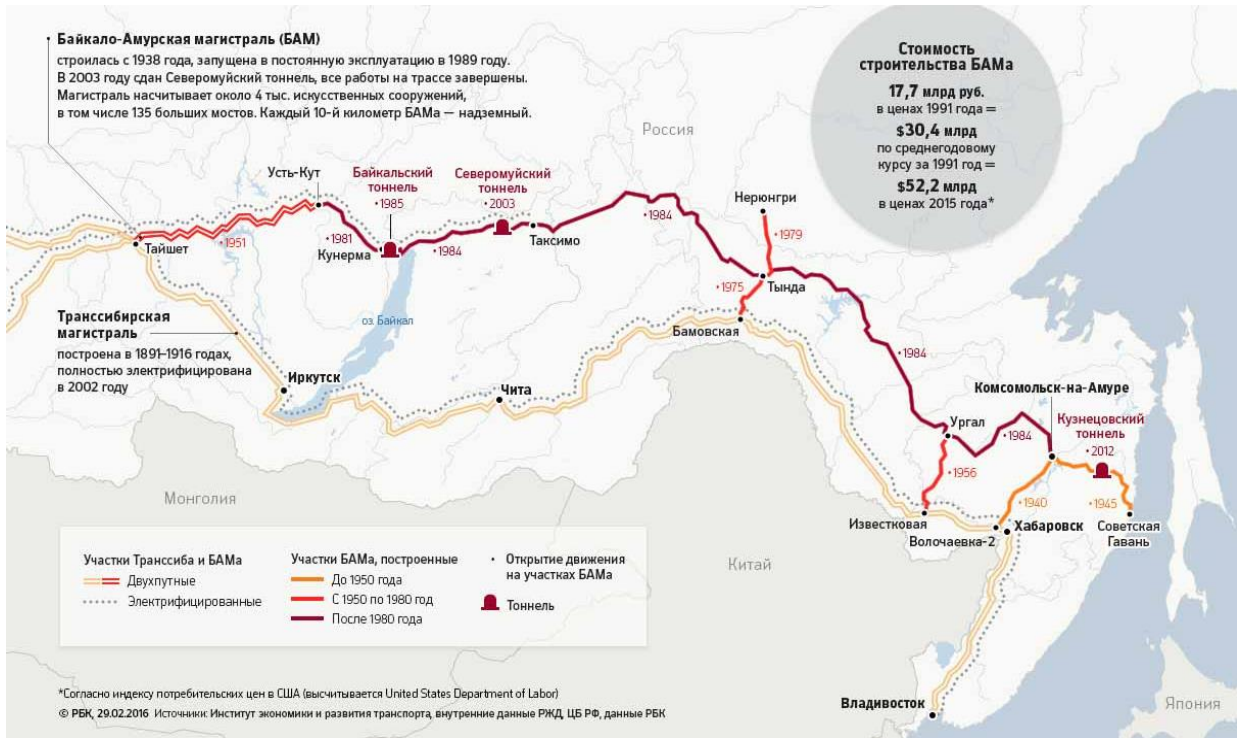 Байкало-Амурская магистраль (БАМ)
строилась с 1938 года, запущена в постоянную эксплуатацию в 1989 году.
В 2003 году сдан Северомуйский тоннель, все работы на трассе завершены.
Магистраль насчитывает около 4 тыс. искусственных сооружений,
в том числе 135 больших мостов. Каждый 10-й километр БАМа — надземный.
Стоимость
строительства БАМа
17,7 млрд руб.
в ценах 1991 года =
$30,4 млрд
по среднегодовому
курсу за 1991 год =
$52,2 млрд
в ценах 2015 года*
Россия
Усть-Кут
Байкальский
тоннель
•1985
Северомуйский
тоннель
•2003
Нерюнгри
•1984
•1979
Тайшет
•1951
•1981
Кунерма
•1984
Таксимо
•1975
Тында
Транссибирская
магистраль
построена в 1891–1916 годах,
полностью электрифицирована
в 2002 году
оз. Байкал
Бамовская
•1984
Иркутск
Чита
Комсомольск-на-Амуре
Ургал
•1984
Кузнецовский
тоннель
•2012
•1956
Монголия
•1940
•1945
Известковая
Волочаевка-2
Хабаровск
Советская
Гавань
Китай
Участки Транссиба и БАМа
Двухпутные
Электрифицированные
Участки БАМа, построенные
До 1950 года
С 1950 по 1980 год
После 1980 года
• Открытие движения
на участках БАМа
Тоннель
*Согласно индексу потребительских цен в США (высчитывается United States Department of Labor)
© РБК, 29.02.2016 Источники: Институт экономики и развития транспорта, внутренние данные РЖД, ЦБ РФ, данные РБК
Владивосток
Япония